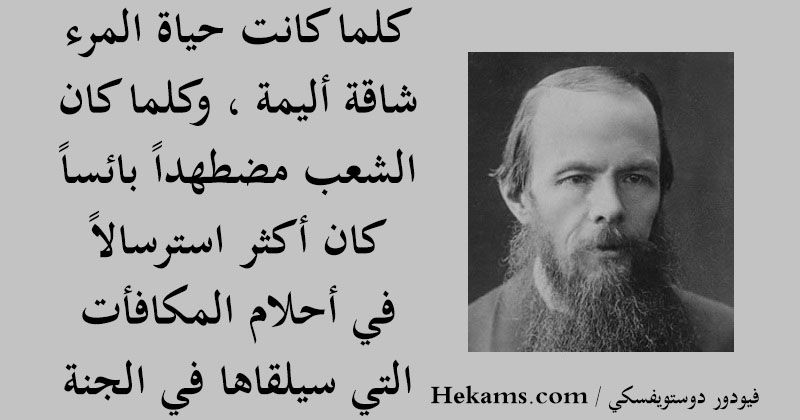 كلما كانت حياة المرء
شاقة أليمة ، وكلما كان
الشعب مضطهداً بائساً
كان أكثر استرسالاً
في أحلام المكافأت
التي سيلقاها في الجنة
فيودور دوستويفسكي / Hekams.com